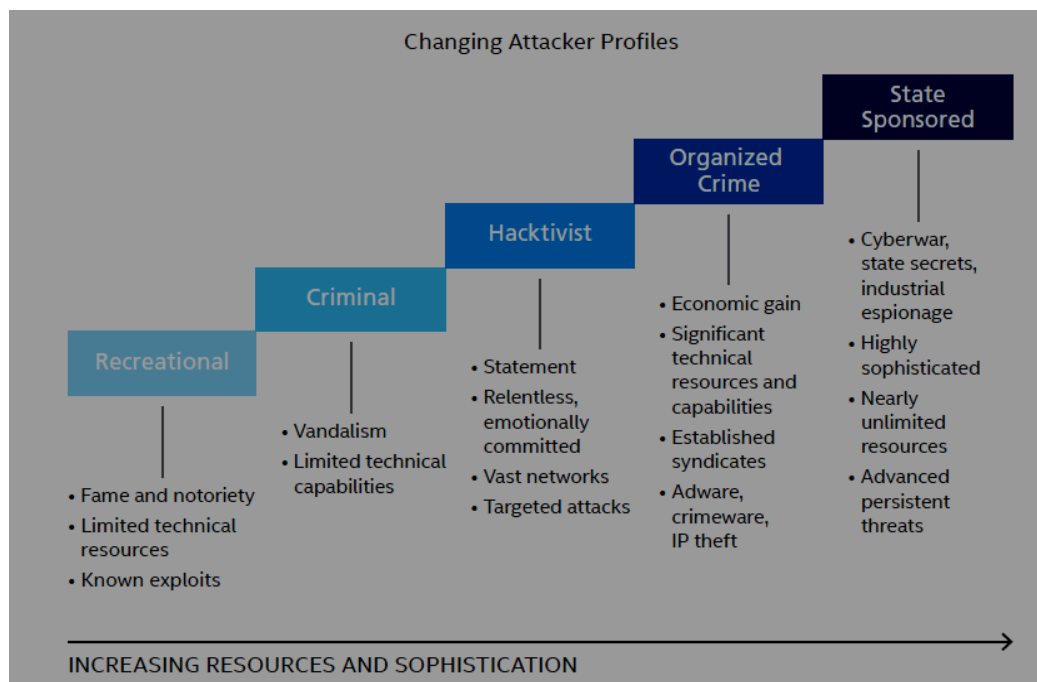 Changing Attacker Profiles
State
Sponsored
Organized
Crime
Hacktivist
Criminal
Recreational
• Fame and notoriety
• Limited technical
resources
• Known exploits
• Vandalism
• Limited technical
capabilities
• Statement
• Relentless,
emotionally
committed
• Vast networks
• Targeted attacks
• Economic gain
• Significant
technical
resources and
capabilities
• Established
syndicates
• Adware,
crimeware,
IP theft
• Cyberwar,
state secrets,
industrial
espionage
• Highly
sophisticated
• Nearly
unlimited
resources
• Advanced
persistent
threats
INCREASING RESOURCES AND SOPHISTICATION